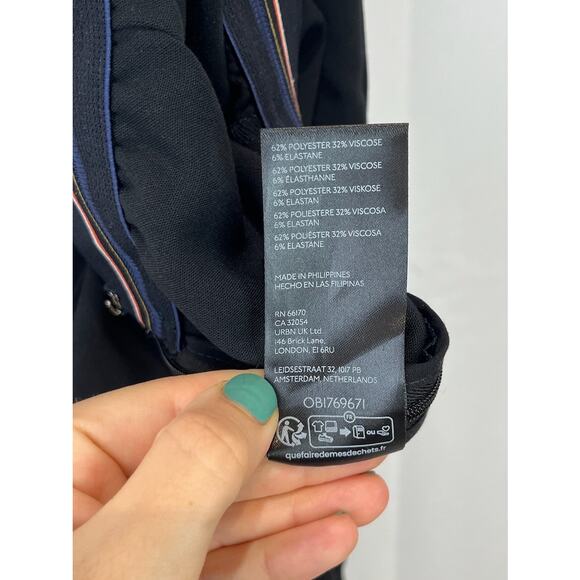 62% POLYESTER 32% VISCOSE
6% ELASTANE
62% POLYESTER 32% VISCOSE
6% ÉLASTHANNE
62% POLYESTER 32% VISKOSE
6% ELASTAN
62% POLIESTERE 32% VISCOSA
6% ELASTAN
62% POLIÉSTER 32% VISCOSA
6% ELASTANE
MADE IN PHILIPPINES
HECHO EN LAS FILIPINAS
RN 66170
CA 32054
URBN UK Ltd.
146 Brick Lane,
LONDON, E1 6RU
LEIDSESTRAAT 32, 1017 PB
AMSTERDAM, NETHERLANDS
OB1769671
FR
ou
quefairedemesdechets.fr